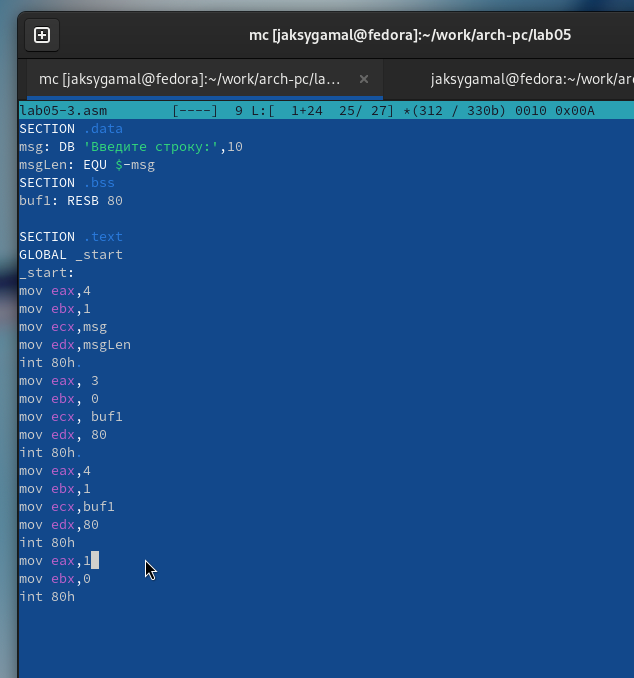 mc [jaksygamal@fedora]:~/work/arch-pc/lab05
mc [jaksygamal@fedora]:~/work/arch-pc/la… × jaksygamal@fedora:~/work/ar
lab05-3.asm [----] 9 L:[ 1+24 25/ 27] *(312 / 330b) 0010 0x00A
SECTION .data
msg: DB 'Введите строку:',10
msgLen: EQU $-msg
SECTION .bss
buf1: RESB 80
SECTION .text
GLOBAL _start
_start:
mov eax,4
mov ebx,1
mov ecx,msg
mov edx,msgLen
int 80h.
mov eax, 3
mov ebx, 0
mov ecx, buf1
mov edx, 80
int 80h.
mov eax,4
mov ebx,1
mov ecx,buf1
mov edx,80
int 80h
mov eax,1
mov ebx,0
int 80h